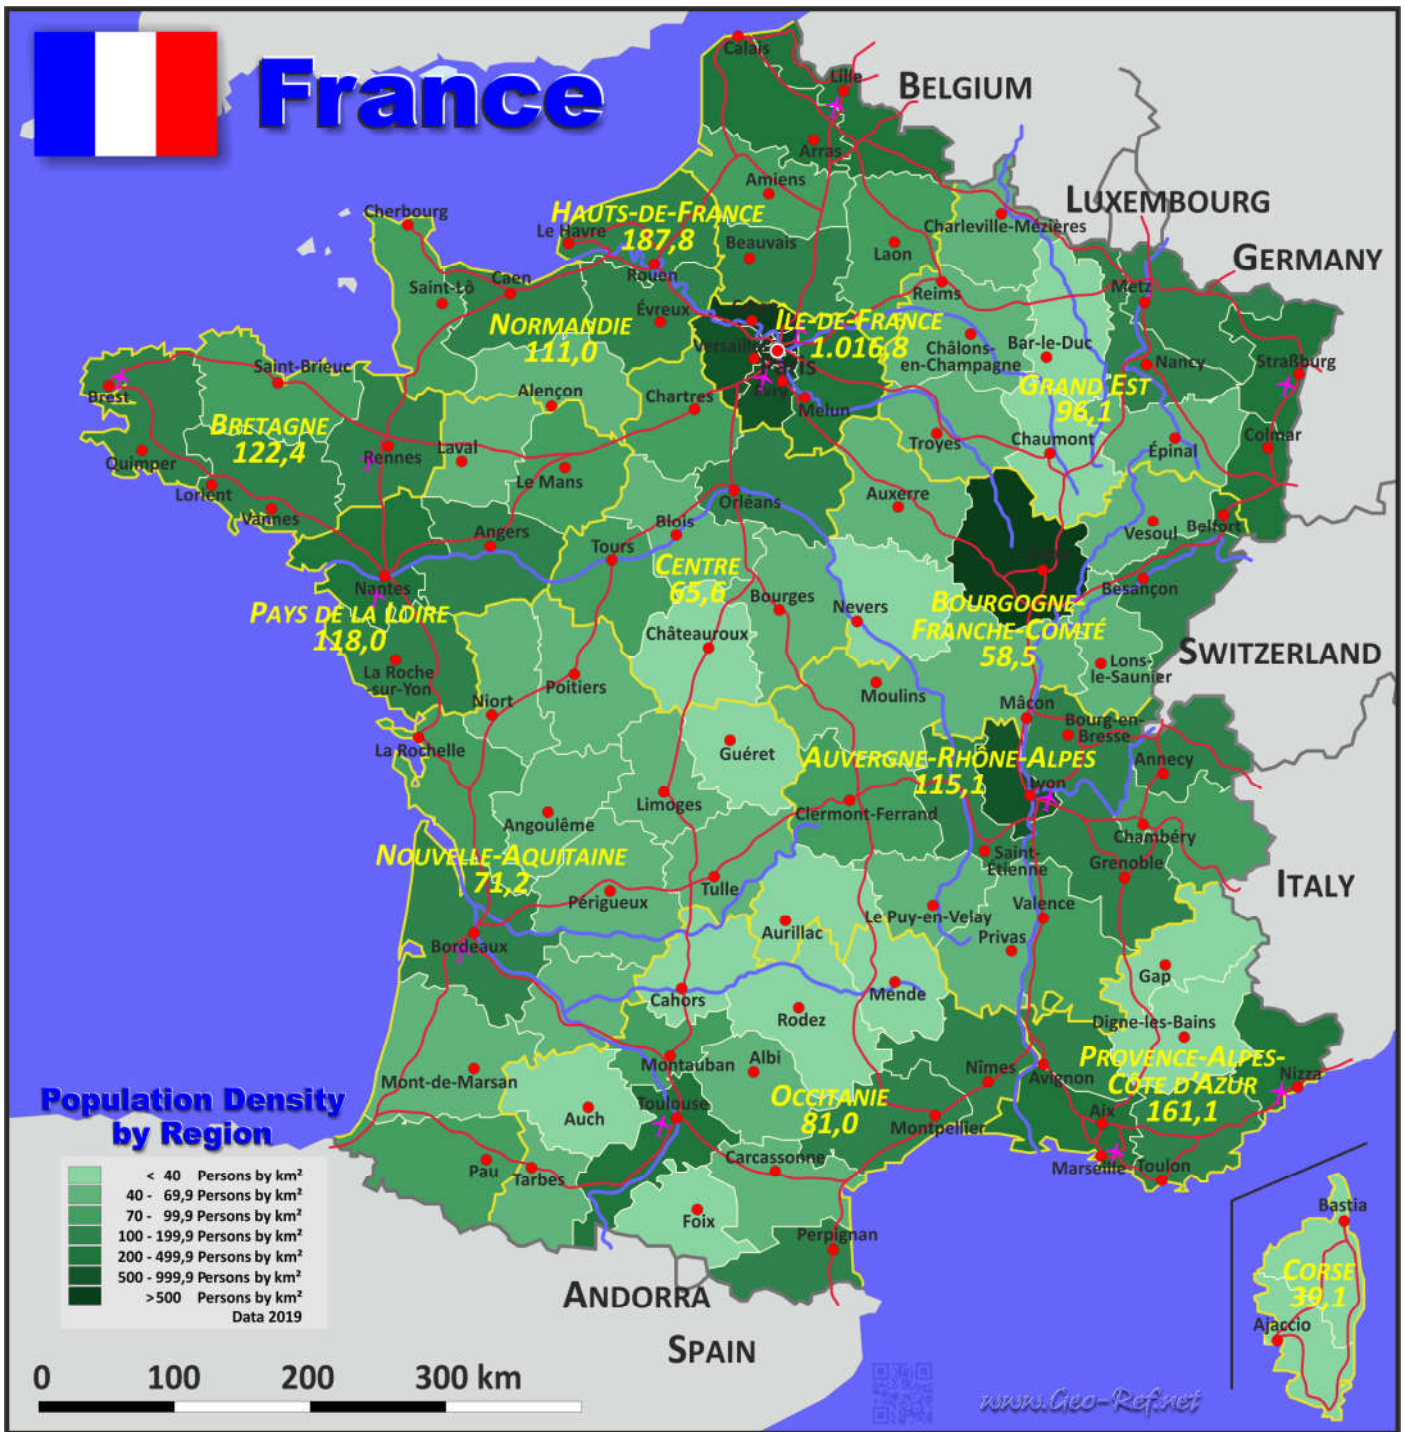 France
BELGIUM
LUXEMBOURG
GERMANY
SWITZERLAND
ITALY
ANDORRA
SPAIN
Calais
Lille
Arras
Amiens
Cherbourg
HAUTS-DE-FRANCE
187,8
Le Havre
Beauvais
Laon
Charleville-Mézières
Rouen
Caen
Saint-Lô
Reims
Metz
Évreux
NORMANDIE
111,0
ILE-DE-FRANCE
1.016,8
Versailles
Paris
Évry
Melun
Châlons-
en-Champagne
Bar-le-Duc
Nancy
Straßburg
GRAND EST
96,1
Saint-Brieuc
Brest
Alençon
Chartres
BRETAGNE
122,4
Quimper
Rennes
Laval
Le Mans
Troyes
Chaumont
Épinal
Colmar
Lorient
Vannes
Orléans
Auxerre
Angers
Blois
Tours
Vesoul
Belfort
CENTRE
65,6
Nantes
Bourges
Nevers
Besançon
PAYS DE LA LOIRE
118,0
BOURGOGNE-
FRANCHE-COMTÉ
58,5
Châteauroux
La Roche
-sur-Yon
Poitiers
Niort
Moulins
Lons-
le-Saunier
Mâcon
Bourg-en-
Bresse
La Rochelle
Guéret
AUVERGNE-RHÔNE-ALPES
115,1
Annecy
Lyon
Limoges
Angoulême
Clermont-Ferrand
Chambéry
NOUVELLE-AQUITAINE
71,2
Saint-
Étienne
Grenoble
Périgueux
Tulle
Le Puy-en-Velay
Valence
Bordeaux
Aurillac
Privas
Gap
Cahors
Mende
Rodez
Digne-les-Bains
Mont-de-Marsan
Montauban
Albi
Nîmes
Avignon
PROVENCE-ALPES-
CÔTE D'AZUR
161,1
Nizza
Auch
Toulouse
OCCITANIE
81,0
Montpellier
Aix
Marseille
Toulon
Pau
Tarbes
Carcassonne
Foix
Perpignan
Bastia
CORSE
39,1
Ajaccio
Population Density
by Region
< 40 Persons by km²
40 - 69,9 Persons by km²
70 - 99,9 Persons by km²
100 - 199,9 Persons by km²
200 - 499,9 Persons by km²
500 - 999,9 Persons by km²
>500 Persons by km²
Data 2019
0 100 200 300 km
www.Geo-Ref.net